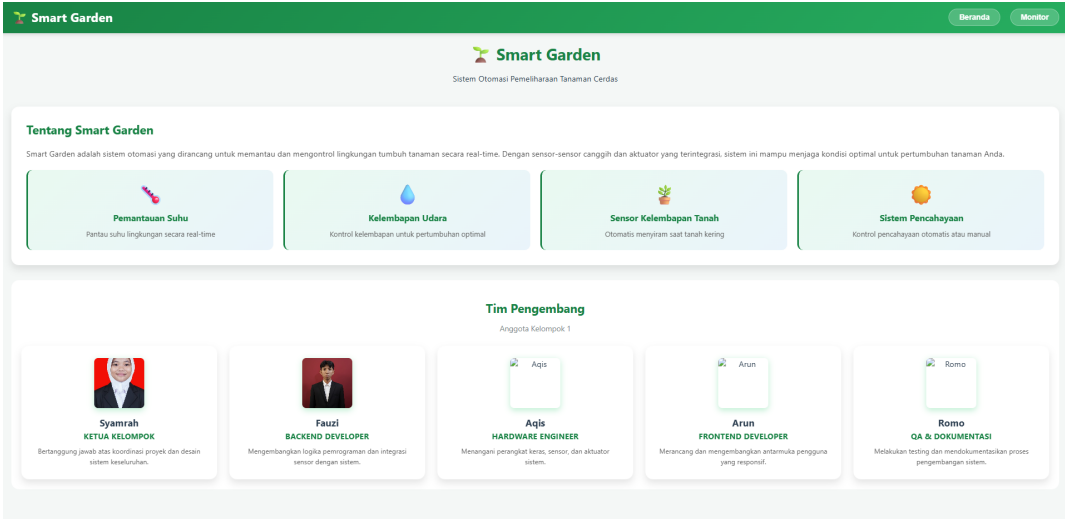 Smart Garden
Beranda
Monitor
Smart Garden
Sistem Otomasi Pemeliharaan Tanaman Cerdas
Tentang Smart Garden
Smart Garden adalah sistem otomasi yang dirancang untuk memantau dan mengontrol lingkungan tumbuh tanaman secara real-time. Dengan sensor-sensor canggih dan aktuator yang terintegrasi, sistem ini mampu menjaga kondisi optimal untuk pertumbuhan tanaman Anda.
Pemantauan Suhu
Pantau suhu lingkungan secara real-time
Kelembapan Udara
Kontrol kelembapan untuk pertumbuhan optimal
Sensor Kelembapan Tanah
Otomatis menyiram saat tanah kering
Sistem Pencahayaan
Kontrol pencahayaan otomatis atau manual
Tim Pengembang
Anggota Kelompok 1
Syamrah
KETUA KELOMPOK
Bertanggung jawab atas koordinasi proyek dan desain
sistem keseluruhan.
Fauzi
BACKEND DEVELOPER
Mengembangkan logika pemrograman dan integrasi
sensor dengan sistem.
Aqis
Aqis
HARDWARE ENGINEER
Menangani perangkat keras, sensor, dan aktuator
sistem.
Arun
Arun
FRONTEND DEVELOPER
Merancang dan mengembangkan antarmuka pengguna
yang responsif.
Romo
Romo
QA & DOKUMENTASI
Melakukan testing dan mendokumentasikan proses
pengembangan sistem.